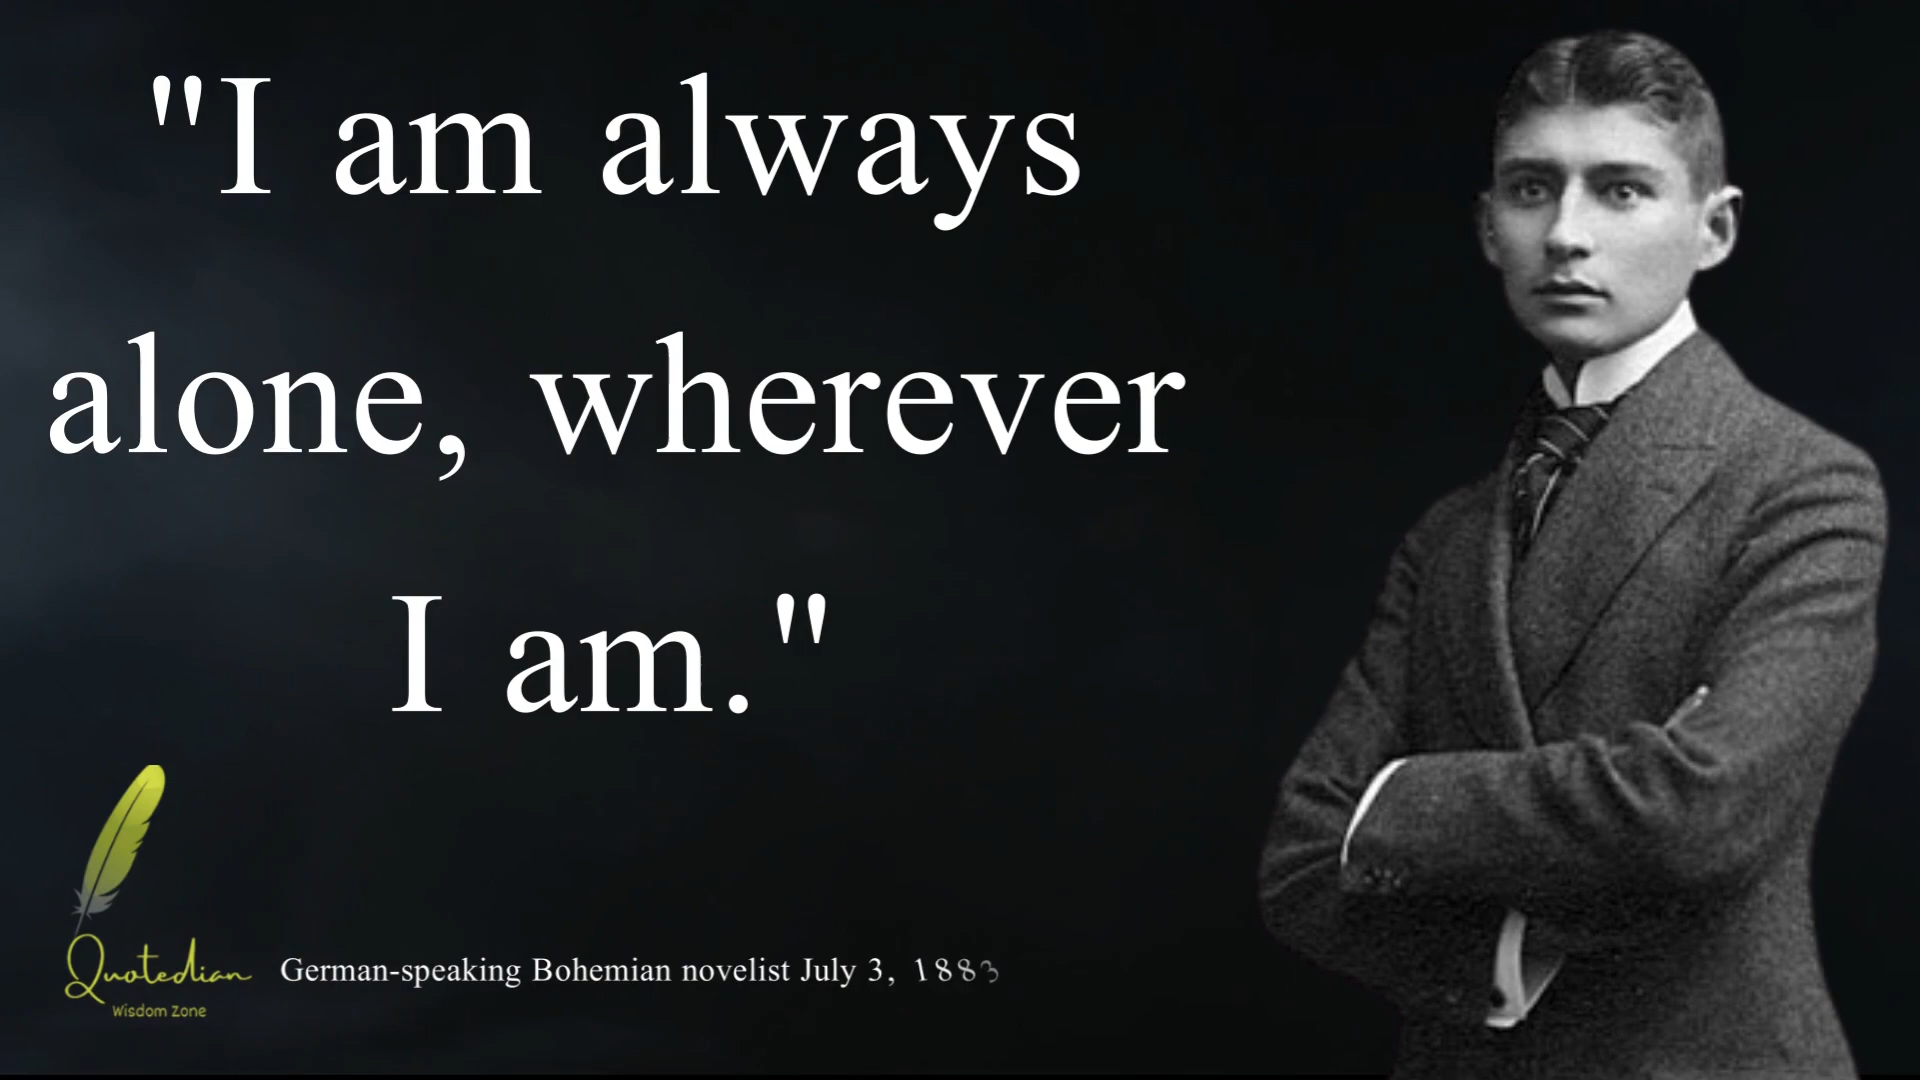 "I am always
alone, wherever
I am."
Quotedian
Wisdom Zone
German-speaking Bohemian novelist July 3, 1883